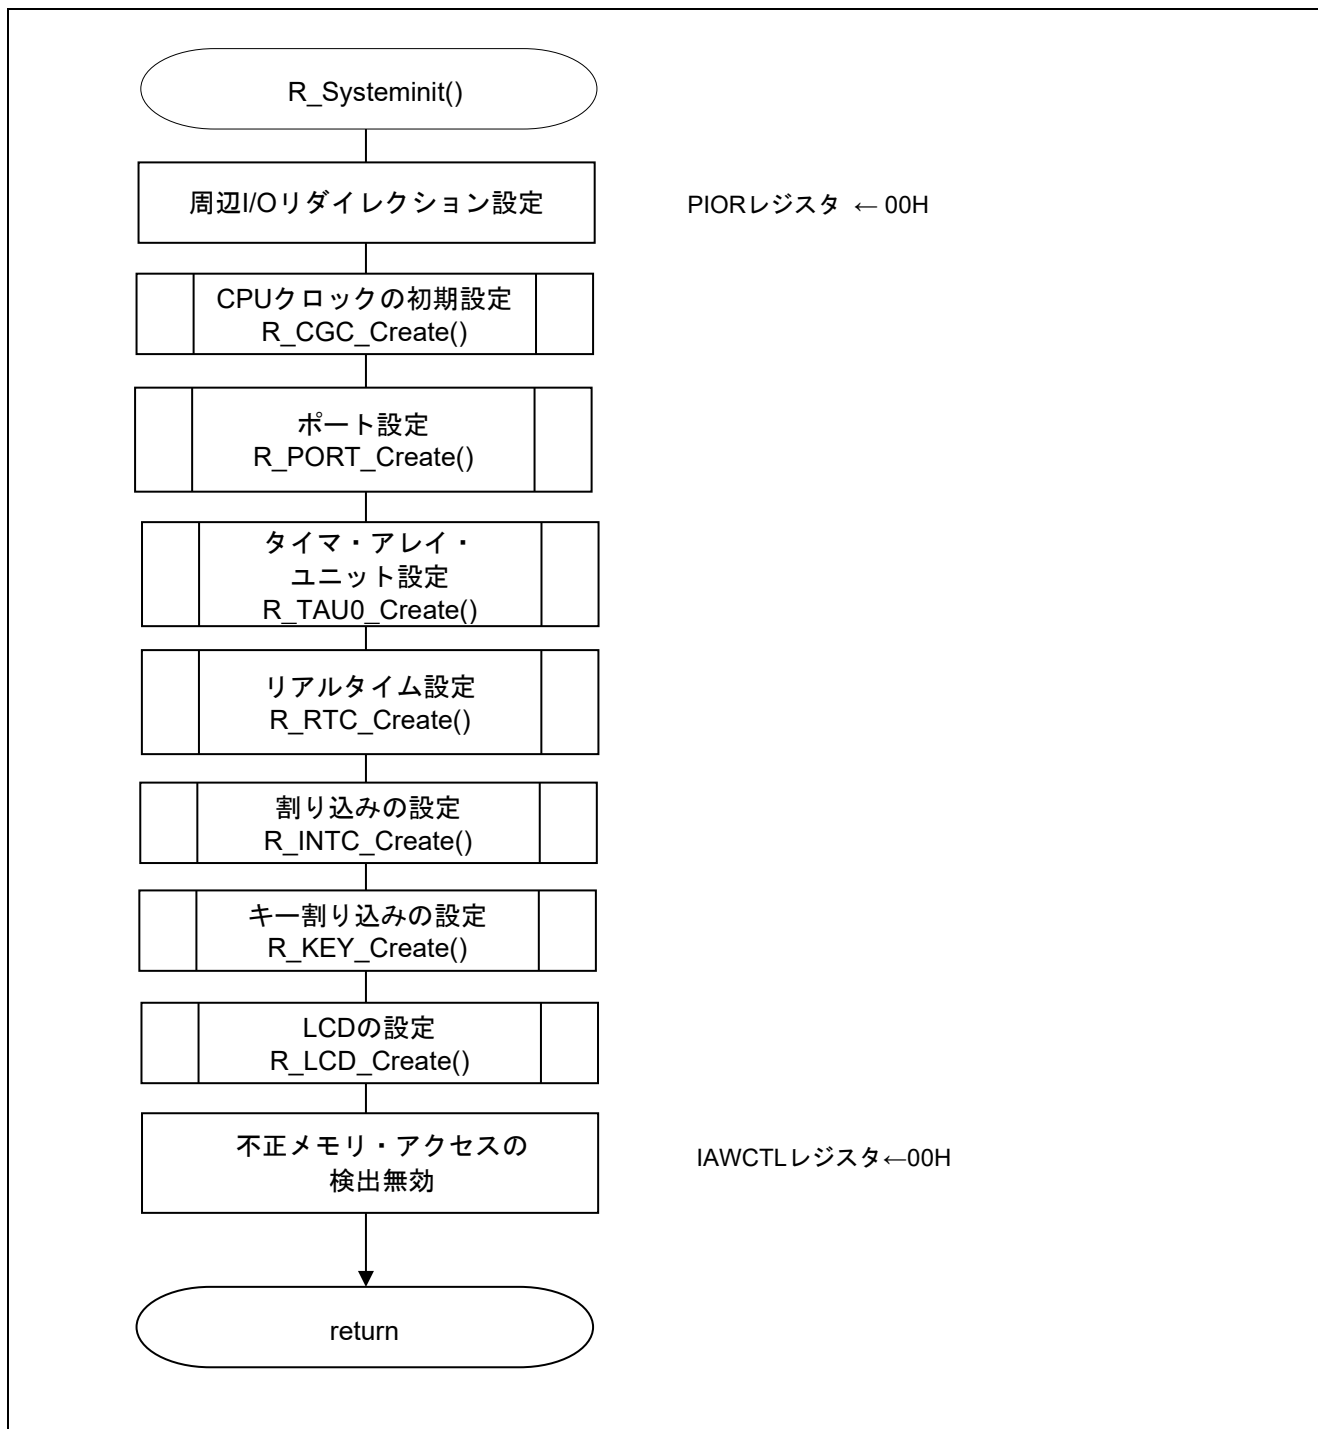 R_Systeminit()
周辺I/Oリダイレクション設定
PIORレジスタ ← 00H
CPUクロックの初期設定
R_CGC_Create()
ポート設定
R_PORT_Create()
タイマ・アレイ・
ユニット設定
R_TAU0_Create()
リアルタイム設定
R_RTC_Create()
割り込みの設定
R_INTC_Create()
キー割り込みの設定
R_KEY_Create()
LCDの設定
R_LCD_Create()
不正メモリ・アクセスの
検出無効
IAWCTLレジスタ←00H
return